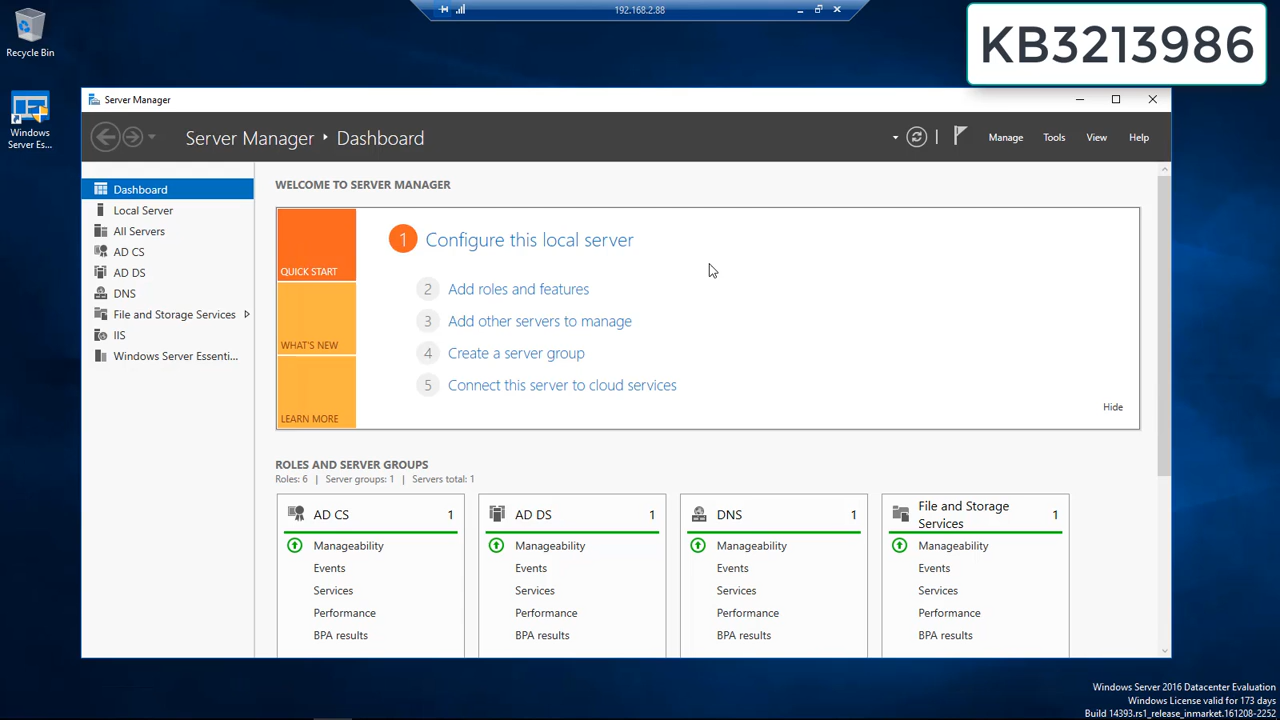 192.168.2.88
KB3213986
Recycle Bin
Windows
Server Es...
Server Manager
Server Manager ‣ Dashboard
Manage Tools View Help
Dashboard
Local Server
All Servers
AD CS
AD DS
DNS
File and Storage Services
IIS
Windows Server Essenti...
WELCOME TO SERVER MANAGER
QUICK START
WHAT'S NEW
LEARN MORE
1 Configure this local server
2 Add roles and features
3 Add other servers to manage
4 Create a server group
5 Connect this server to cloud services
Hide
ROLES AND SERVER GROUPS
Roles: 6 | Server groups: 1 | Servers total: 1
AD CS 1
Manageability
Events
Services
Performance
BPA results
AD DS 1
Manageability
Events
Services
Performance
BPA results
DNS 1
Manageability
Events
Services
Performance
BPA results
File and Storage
Services 1
Manageability
Events
Services
Performance
BPA results
Windows Server 2016 Datacenter Evaluation
Windows License valid for 173 days
Build 14393.rs1_release_inmarket.161208-2252